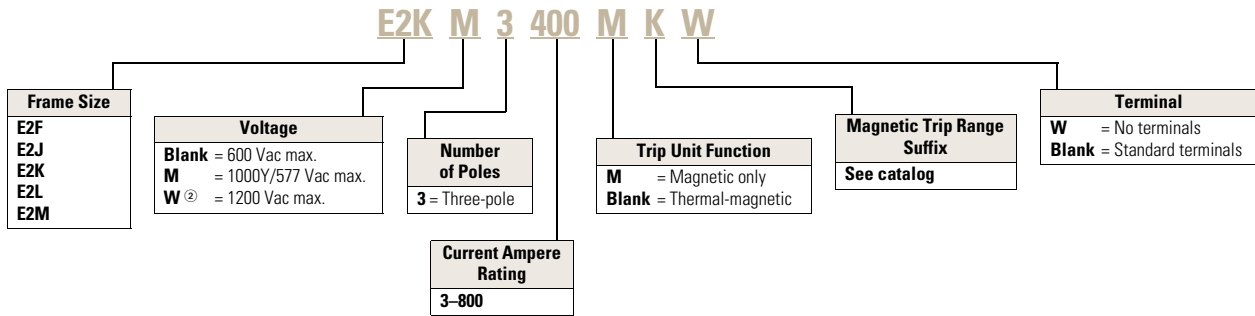 E2K M 3 400 M K W
Frame Size
E2F
E2J
E2K
E2L
E2M
Voltage
Blank = 600 Vac max.
M = 1000Y/577 Vac max.
W ② = 1200 Vac max.
Number
of Poles
3 = Three-pole
Current Ampere
Rating
3–800
Trip Unit Function
M = Magnetic only
Blank = Thermal-magnetic
Magnetic Trip Range
Suffix
See catalog
Terminal
W = No terminals
Blank = Standard terminals